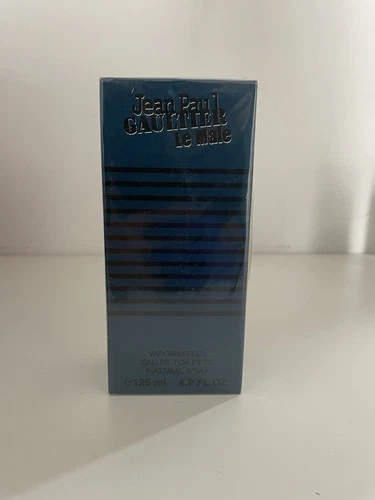 Jean Paul
GAULTIER
Le Male
VAPORISATEUR
EAU DE TOILETTE
NATURAL SPRAY
℮125 ml 4.2 FL.OZ.